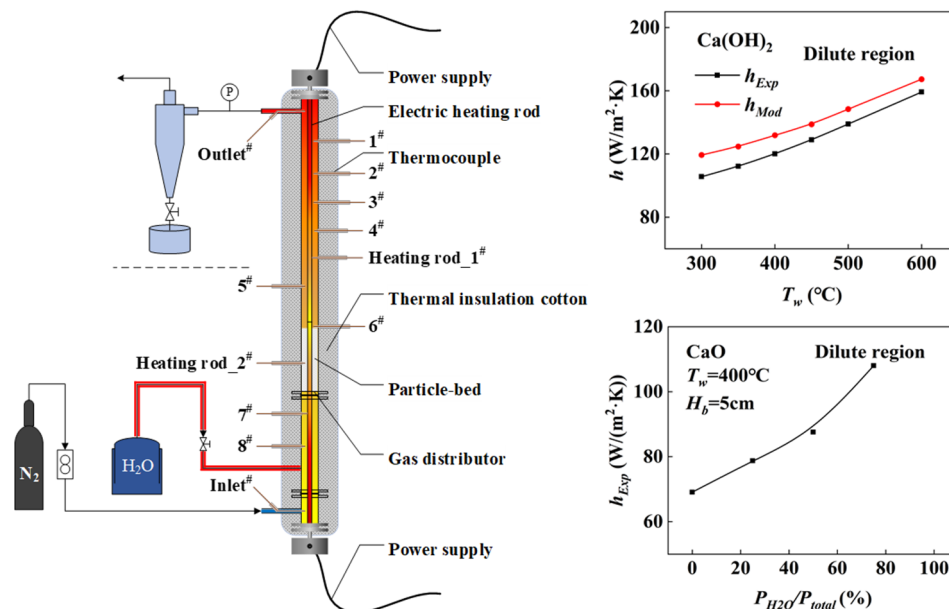 Power supply
P
Electric heating rod
Outlet#
1#
Thermocouple
2#
3#
4#
Heating rod_1#
5#
Thermal insulation cotton
6#
Heating rod_2#
Particle-bed
7#
8#
Gas distributor
N2
H2O
Inlet#
Power supply
200
160
120
80
h (W/m²·K)
Ca(OH)2
Dilute region
hExp
hMod
300 400 500 600
Tw (°C)
120
100
80
60
hExp (W/(m²·K))
CaO
Dilute region
Tw=400°C
Hb=5cm
0 20 40 60 80 100
PH2O/Ptotal (%)